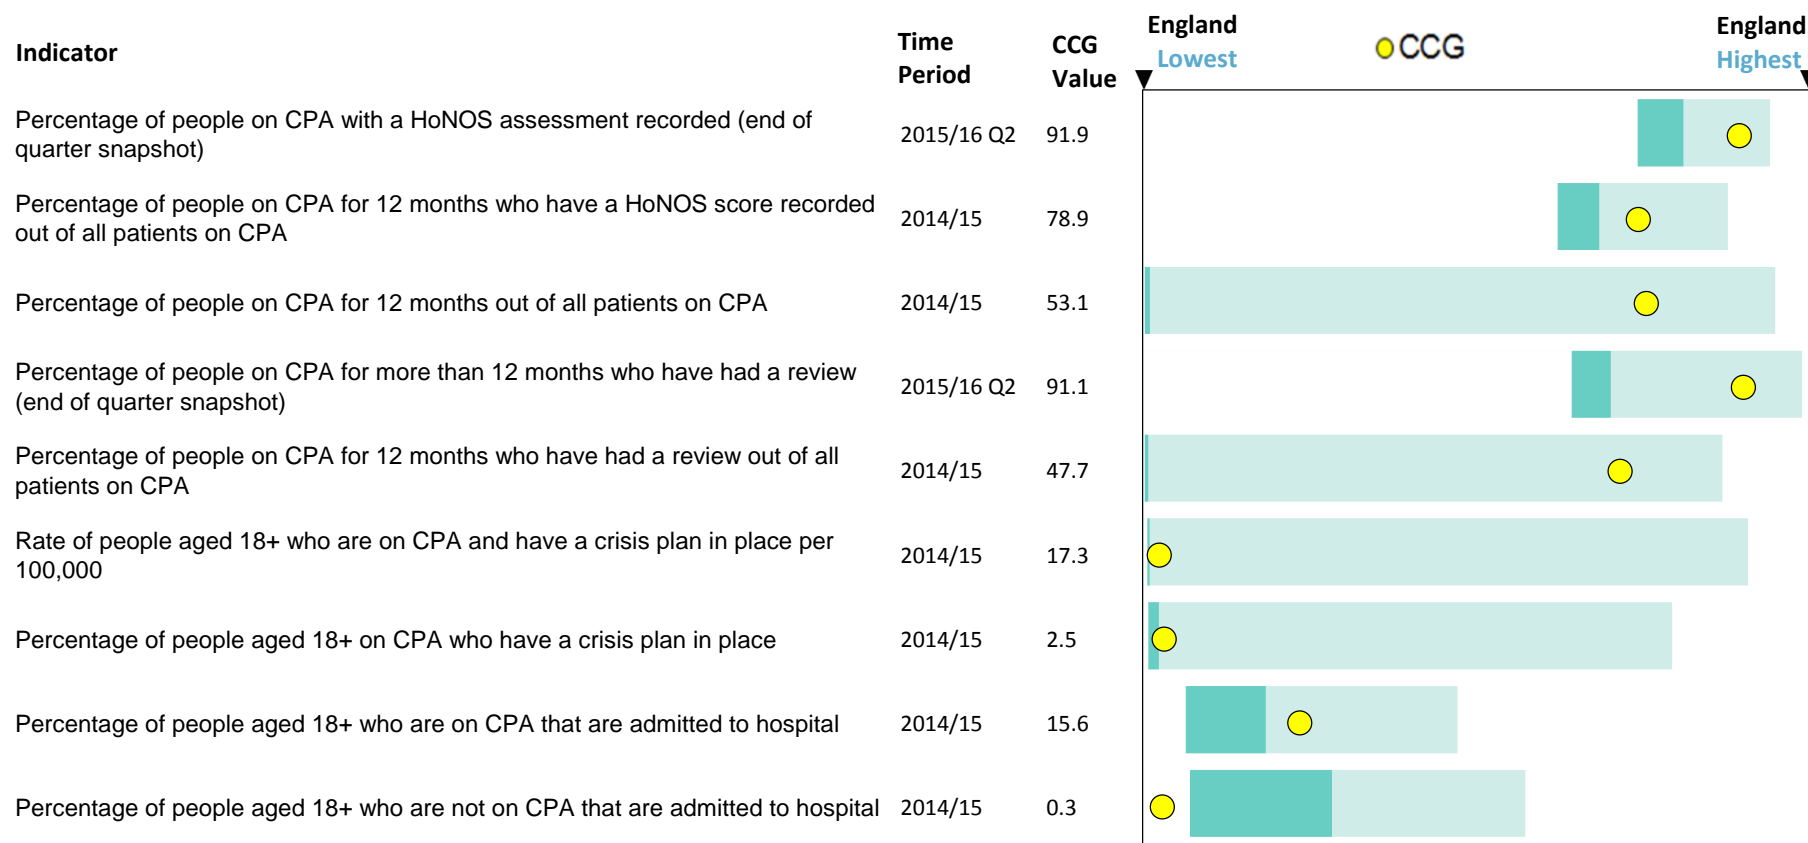 Indicator
Time
Period
CCG
Value
England
Lowest
CCG
England
Highest
Percentage of people on CPA with a HoNOS assessment recorded (end of
quarter snapshot)
2015/16 Q2
91.9
Percentage of people on CPA for 12 months who have a HoNOS score recorded
out of all patients on CPA
2014/15
78.9
Percentage of people on CPA for 12 months out of all patients on CPA
2014/15
53.1
Percentage of people on CPA for more than 12 months who have had a review
(end of quarter snapshot)
2015/16 Q2
91.1
Percentage of people on CPA for 12 months who have had a review out of all
patients on CPA
2014/15
47.7
Rate of people aged 18+ who are on CPA and have a crisis plan in place per
100,000
2014/15
17.3
Percentage of people aged 18+ on CPA who have a crisis plan in place
2014/15
2.5
Percentage of people aged 18+ who are on CPA that are admitted to hospital
2014/15
15.6
Percentage of people aged 18+ who are not on CPA that are admitted to hospital
2014/15
0.3